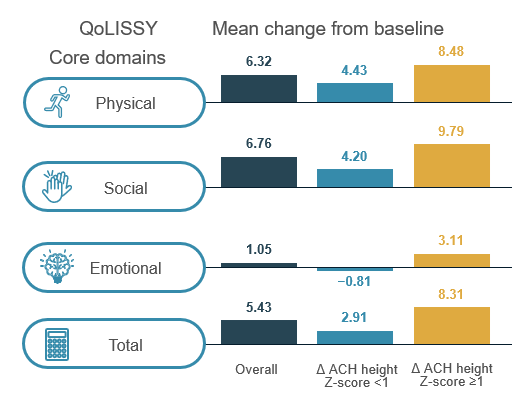 QoLISSY
Core domains
Mean change from baseline
Physical
6.32
4.43
8.48
Social
6.76
4.20
9.79
Emotional
1.05
−0.81
3.11
Total
5.43
2.91
8.31
Overall
Δ ACH height
Z-score <1
Δ ACH height
Z-score ≥1